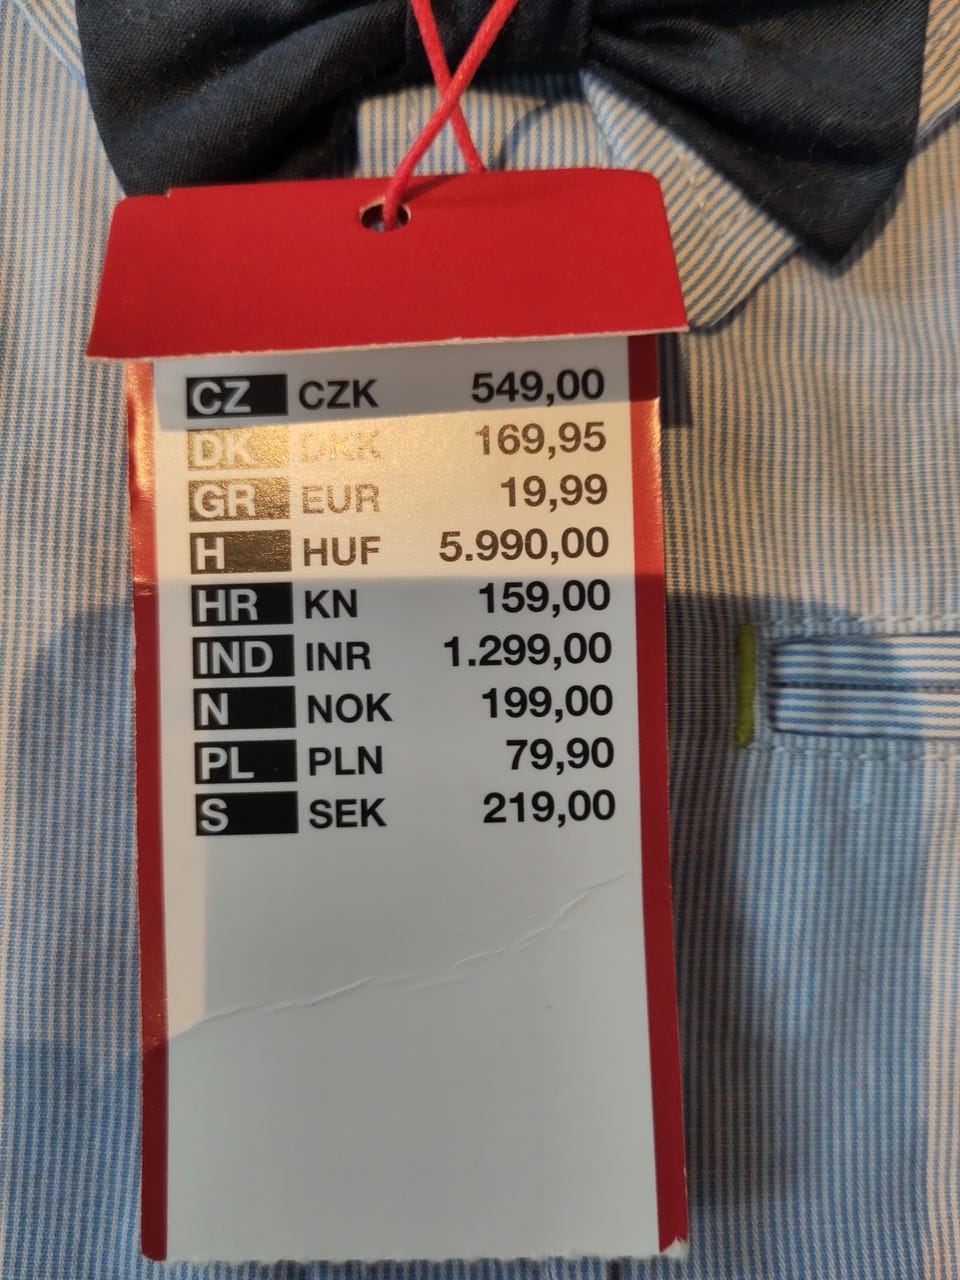 CZ CZK 549,00
DK DKK 169,95
GR EUR 19,99
H HUF 5.990,00
HR KN 159,00
IND INR 1.299,00
N NOK 199,00
PL PLN 79,90
S SEK 219,00